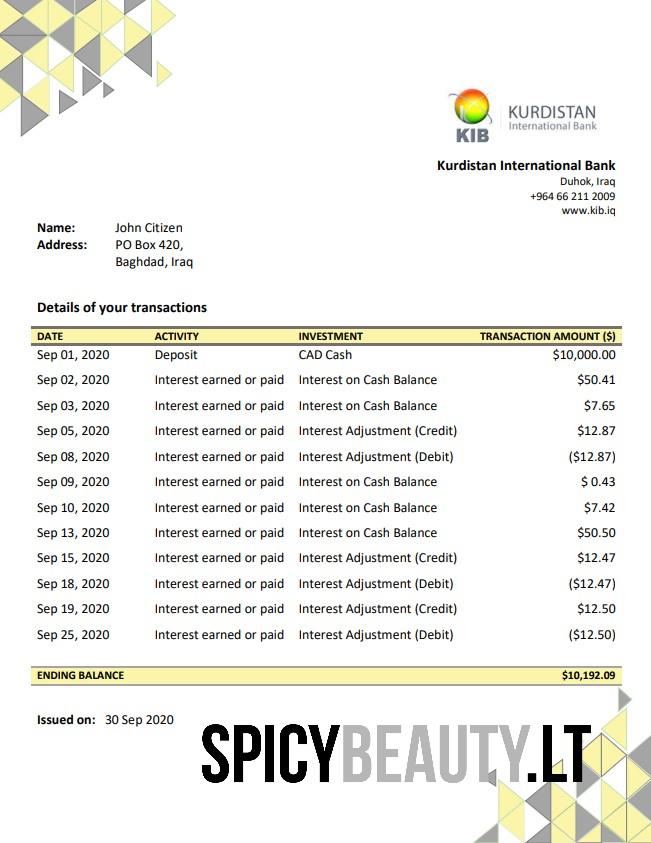 KIB
KURDISTAN
International Bank
Kurdistan International Bank
Duhok, Iraq
+964 66 211 2009
www.kib.iq
Name: John Citizen
Address: PO Box 420,
Baghdad, Iraq
Details of your transactions
DATE ACTIVITY INVESTMENT TRANSACTION AMOUNT ($)
Sep 01, 2020 Deposit CAD Cash $10,000.00
Sep 02, 2020 Interest earned or paid Interest on Cash Balance $50.41
Sep 03, 2020 Interest earned or paid Interest on Cash Balance $7.65
Sep 05, 2020 Interest earned or paid Interest Adjustment (Credit) $12.87
Sep 08, 2020 Interest earned or paid Interest Adjustment (Debit) ($12.87)
Sep 09, 2020 Interest earned or paid Interest on Cash Balance $ 0.43
Sep 10, 2020 Interest earned or paid Interest on Cash Balance $7.42
Sep 13, 2020 Interest earned or paid Interest on Cash Balance $50.50
Sep 15, 2020 Interest earned or paid Interest Adjustment (Credit) $12.47
Sep 18, 2020 Interest earned or paid Interest Adjustment (Debit) ($12.47)
Sep 19, 2020 Interest earned or paid Interest Adjustment (Credit) $12.50
Sep 25, 2020 Interest earned or paid Interest Adjustment (Debit) ($12.50)
ENDING BALANCE $10,192.09
Issued on: 30 Sep 2020
SPICYBEAUTY.LT